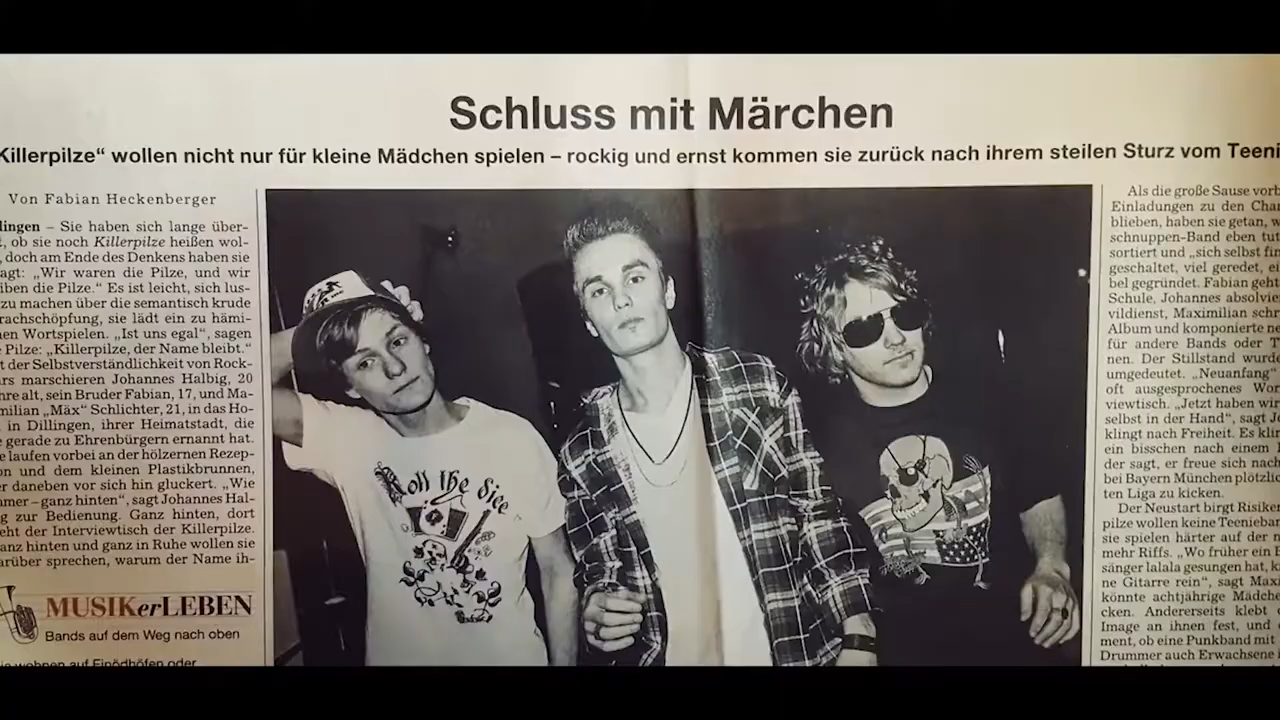 Schluss mit Märchen
Killerpilze“ wollen nicht nur für kleine Mädchen spielen – rockig und ernst kommen sie zurück nach ihrem steilen Sturz vom Teeni
Von Fabian Heckenberger
lingen – Sie haben sich lange über-
t, ob sie noch Killerpilze heißen wol-
, doch am Ende des Denkens haben sie
agt: „Wir waren die Pilze, und wir
iben die Pilze.“ Es ist leicht, sich lus-
zu machen über die semantisch krude
rachschöpfung, sie lädt ein zu hämi-
hen Wortspielen. „Ist uns egal“, sagen
Pilze: „Killerpilze, der Name bleibt.“
t der Selbstverständlichkeit von Rock-
ars marschieren Johannes Halbig, 20
hre alt, sein Bruder Fabian, 17, und Ma-
milian „Mäx“ Schlichter, 21, in das Ho-
in Dillingen, ihrer Heimatstadt, die
e gerade zu Ehrenbürgern ernannt hat.
e laufen vorbei an der hölzernen Rezep-
on und dem kleinen Plastikbrunnen,
er daneben vor sich hin gluckert. „Wie
mmer – ganz hinten“, sagt Johannes Hal-
g zur Bedienung. Ganz hinten, dort
eht der Interviewtisch der Killerpilze.
anz hinten und ganz in Ruhe wollen sie
arüber sprechen, warum der Name ih-
MUSIKerLEBEN
Bands auf dem Weg nach oben
ie wohnen auf Einödhöfen oder
Roll the dice
Als die große Sause vorb
Einladungen zu den Char
blieben, haben sie getan, w
schnuppen-Band eben tut
sortiert und „sich selbst fin
geschaltet, viel geredet, ei
bel gegründet. Fabian geht
Schule, Johannes absolvie
vildienst, Maximilian schr
Album und komponierte ne
für andere Bands oder T
nen. Der Stillstand wurde
umgedeutet. „Neuanfang“
oft ausgesprochenes Wor
viewtisch. „Jetzt haben wir
selbst in der Hand“, sagt Jo
klingt nach Freiheit. Es klin
ein bisschen nach einem
der sagt, er freue sich nach
bei Bayern München plötzlic
ten Liga zu kicken.
Der Neustart birgt Risiken
pilze wollen keine Teenieban
sie spielen härter auf der n
mehr Riffs. „Wo früher ein
sänger lalala gesungen hat, k
ne Gitarre rein“, sagt Maxi
könnte achtjährige Mädche
cken. Andererseits klebt
Image an ihnen fest, und
ment, ob eine Punkband mit
Drummer auch Erwachsene